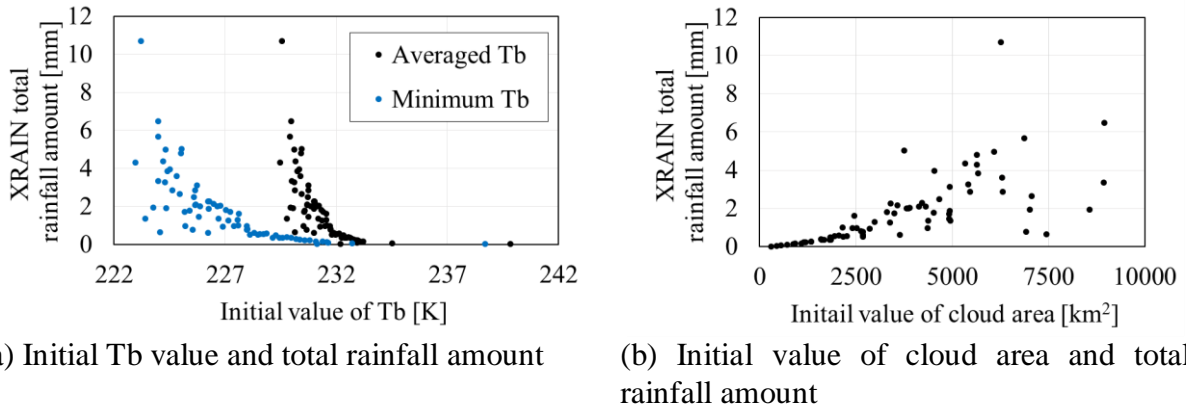 12
10
8
6
4
2
0
XRAIN total
rainfall amount [mm]
Averaged Tb
Minimum Tb
222 227 232 237 242
Initial value of Tb [K]
) Initial Tb value and total rainfall amount
12
10
8
6
4
2
0
XRAIN total
rainfall amount [mm]
0 2500 5000 7500 10000
Initail value of cloud area [km²]
(b) Initial value of cloud area and total
rainfall amount